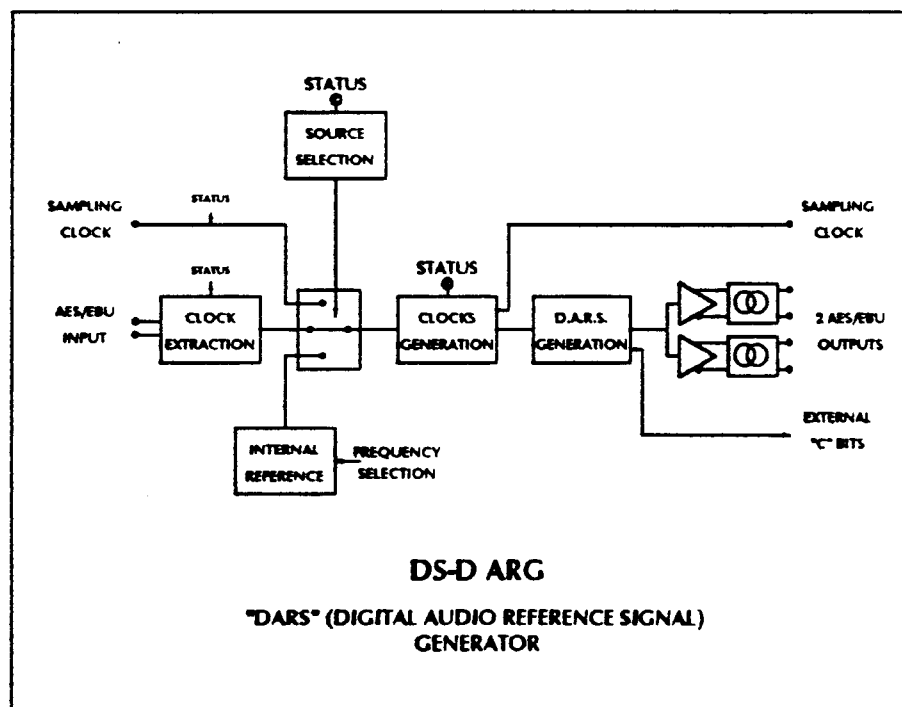 STATUS
SOURCE
SELECTION
SAMPLING
CLOCK
STATUS
SAMPLING
CLOCK
STATUS
STATUS
AES/EBU
INPUT
CLOCK
EXTRACTION
CLOCKS
GENERATION
D.A.R.S.
GENERATION
2 AES/EBU
OUTPUTS
INTERNAL
REFERENCE
FREQUENCY
SELECTION
EXTERNAL
"C" BITS
DS-D ARG
"DARS" (DIGITAL AUDIO REFERENCE SIGNAL)
GENERATOR